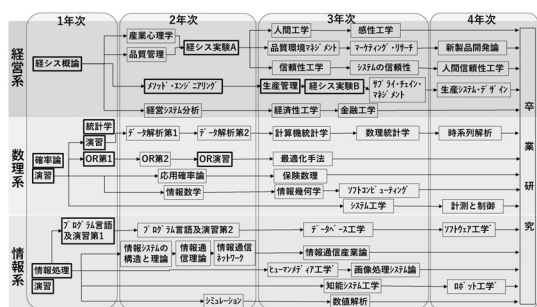 1年次 2年次 3年次 4年次
経営系
産業心理学 経シス実験A 人間工学 感性工学
品質管理 品質環境マネジメント マーケティング・リサーチ 新製品開発論
経シス概論 信頼性工学 システムの信頼性 人間信頼性工学
メソッド・エンジニアリング 生産管理 経シス実験B サプライ・チェイン・マネジメント 生産システム・デザイン
経営システム分析 経済性工学 金融工学
数理系
統計学
演習 データ解析第1 データ解析第2 計算機統計学 数理統計学 時系列解析
確率論 OR第1 OR第2 OR演習 最適化手法
演習 応用確率論 保険数理
情報数学 情報幾何学 ソフトコンピューティング
システム工学 計測と制御
情報系
プログラム言語及演習第1 プログラム言語及演習第2 データベース工学 ソフトウェア工学
情報システムの構造と理論 情報通信理論 情報通信ネットワーク 情報通信産業論
情報処理 ヒューマンメディア工学 画像処理システム論
演習 知能システム工学 ロボット工学
シミュレーション 数値解析
卒業研究